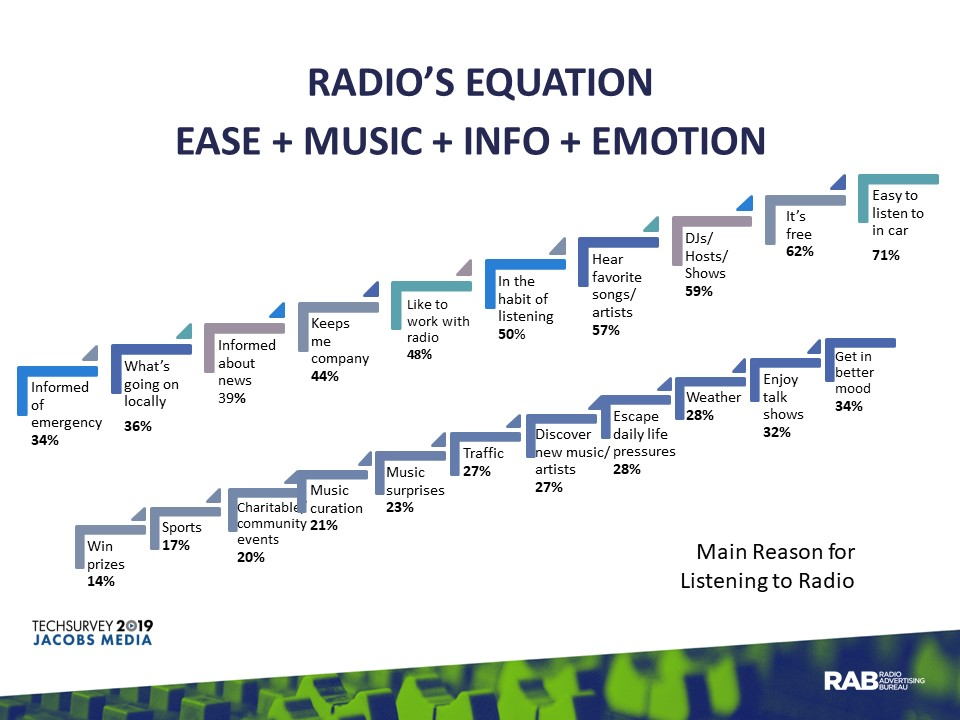 RADIO’S EQUATION
EASE + MUSIC + INFO + EMOTION
Informed
of
emergency
34%
What’s
going on
locally
36%
Informed
about
news
39%
Keeps
me
company
44%
Like to
work with
radio
48%
In the
habit of
listening
50%
Hear
favorite
songs/
artists
57%
DJs/
Hosts/
Shows
59%
It’s
free
62%
Easy to
listen to
in car
71%
Win
prizes
14%
Sports
17%
Charitable/
community
events
20%
Music
curation
21%
Music
surprises
23%
Traffic
27%
Discover
new music/
artists
27%
Escape
daily life
pressures
28%
Weather
28%
Enjoy
talk
shows
32%
Get in
better
mood
34%
Main Reason for
Listening to Radio
TECHSURVEY 2019
JACOBS MEDIA
RAB RADIO
ADVERTISING
BUREAU